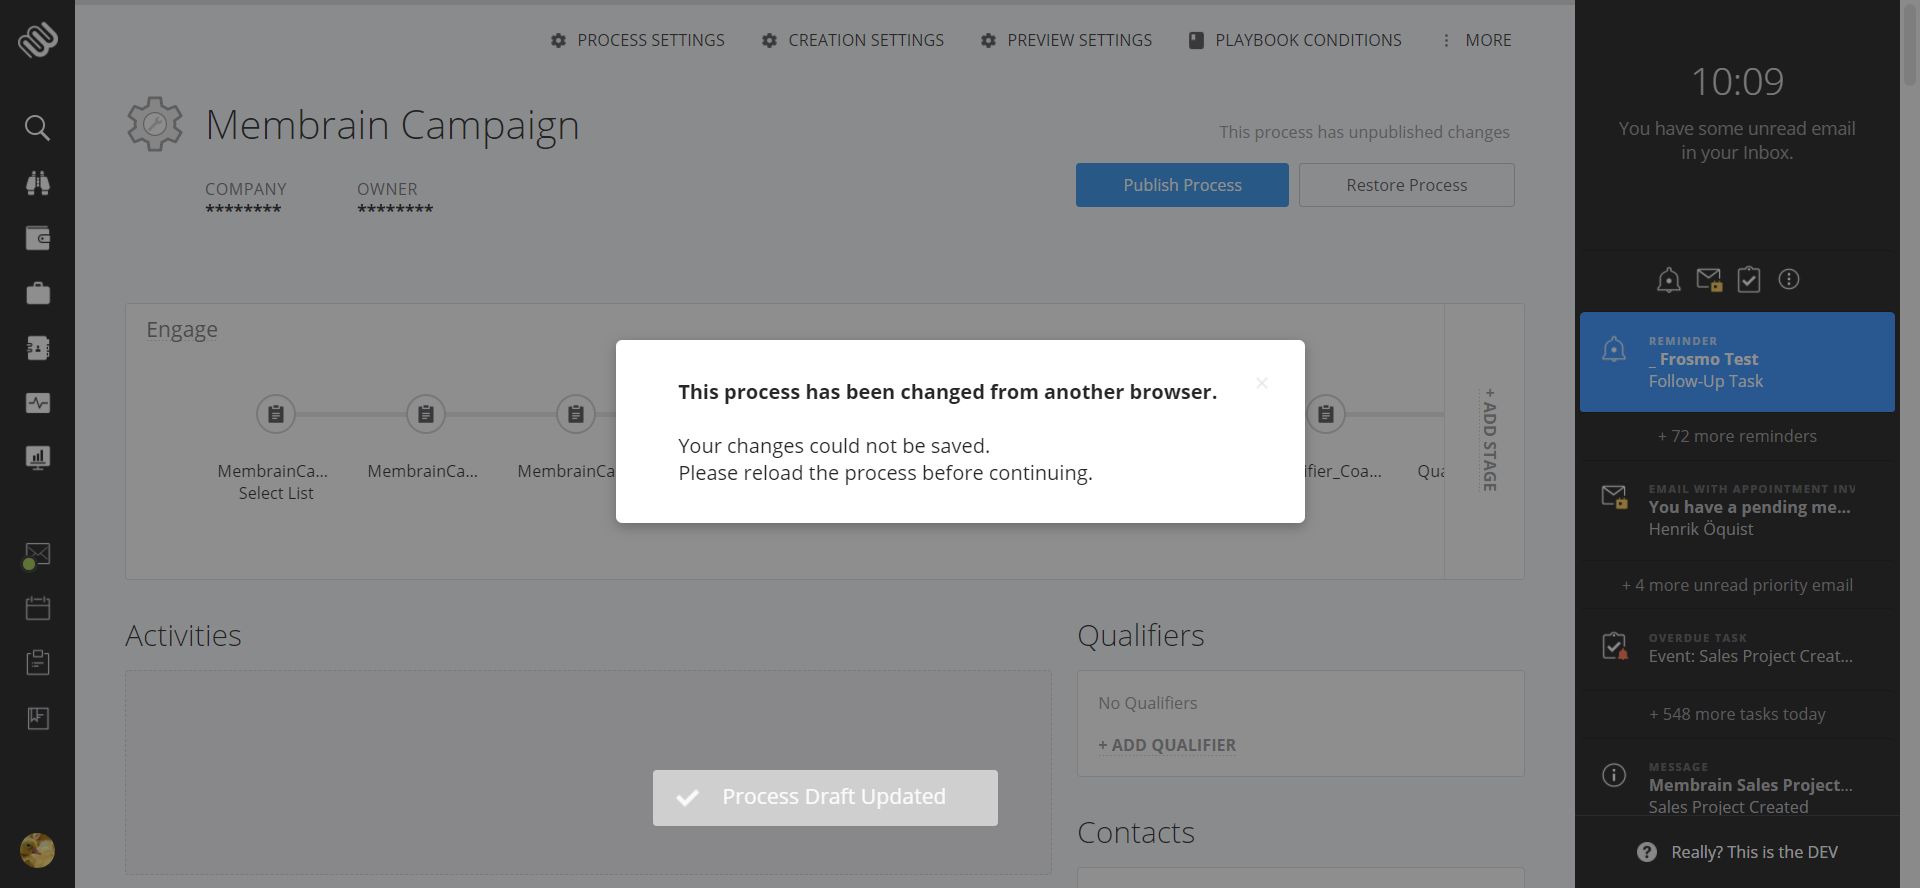 PROCESS SETTINGS
CREATION SETTINGS
PREVIEW SETTINGS
PLAYBOOK CONDITIONS
MORE
Membrain Campaign
This process has unpublished changes
COMPANY
********
OWNER
********
Publish Process
Restore Process
Engage
MembrainCa...
Select List
MembrainCa...
MembrainCa
ifier_Coa...
Qua
+ ADD STAGE
This process has been changed from another browser.
Your changes could not be saved.
Please reload the process before continuing.
Activities
Process Draft Updated
Qualifiers
No Qualifiers
+ ADD QUALIFIER
Contacts
10:09
You have some unread email
in your Inbox.
REMINDER
_ Frosmo Test
Follow-Up Task
+ 72 more reminders
EMAIL WITH APPOINTMENT INV
You have a pending me...
Henrik Öquist
+ 4 more unread priority email
OVERDUE TASK
Event: Sales Project Creat...
+ 548 more tasks today
MESSAGE
Membrain Sales Project...
Sales Project Created
Really? This is the DEV